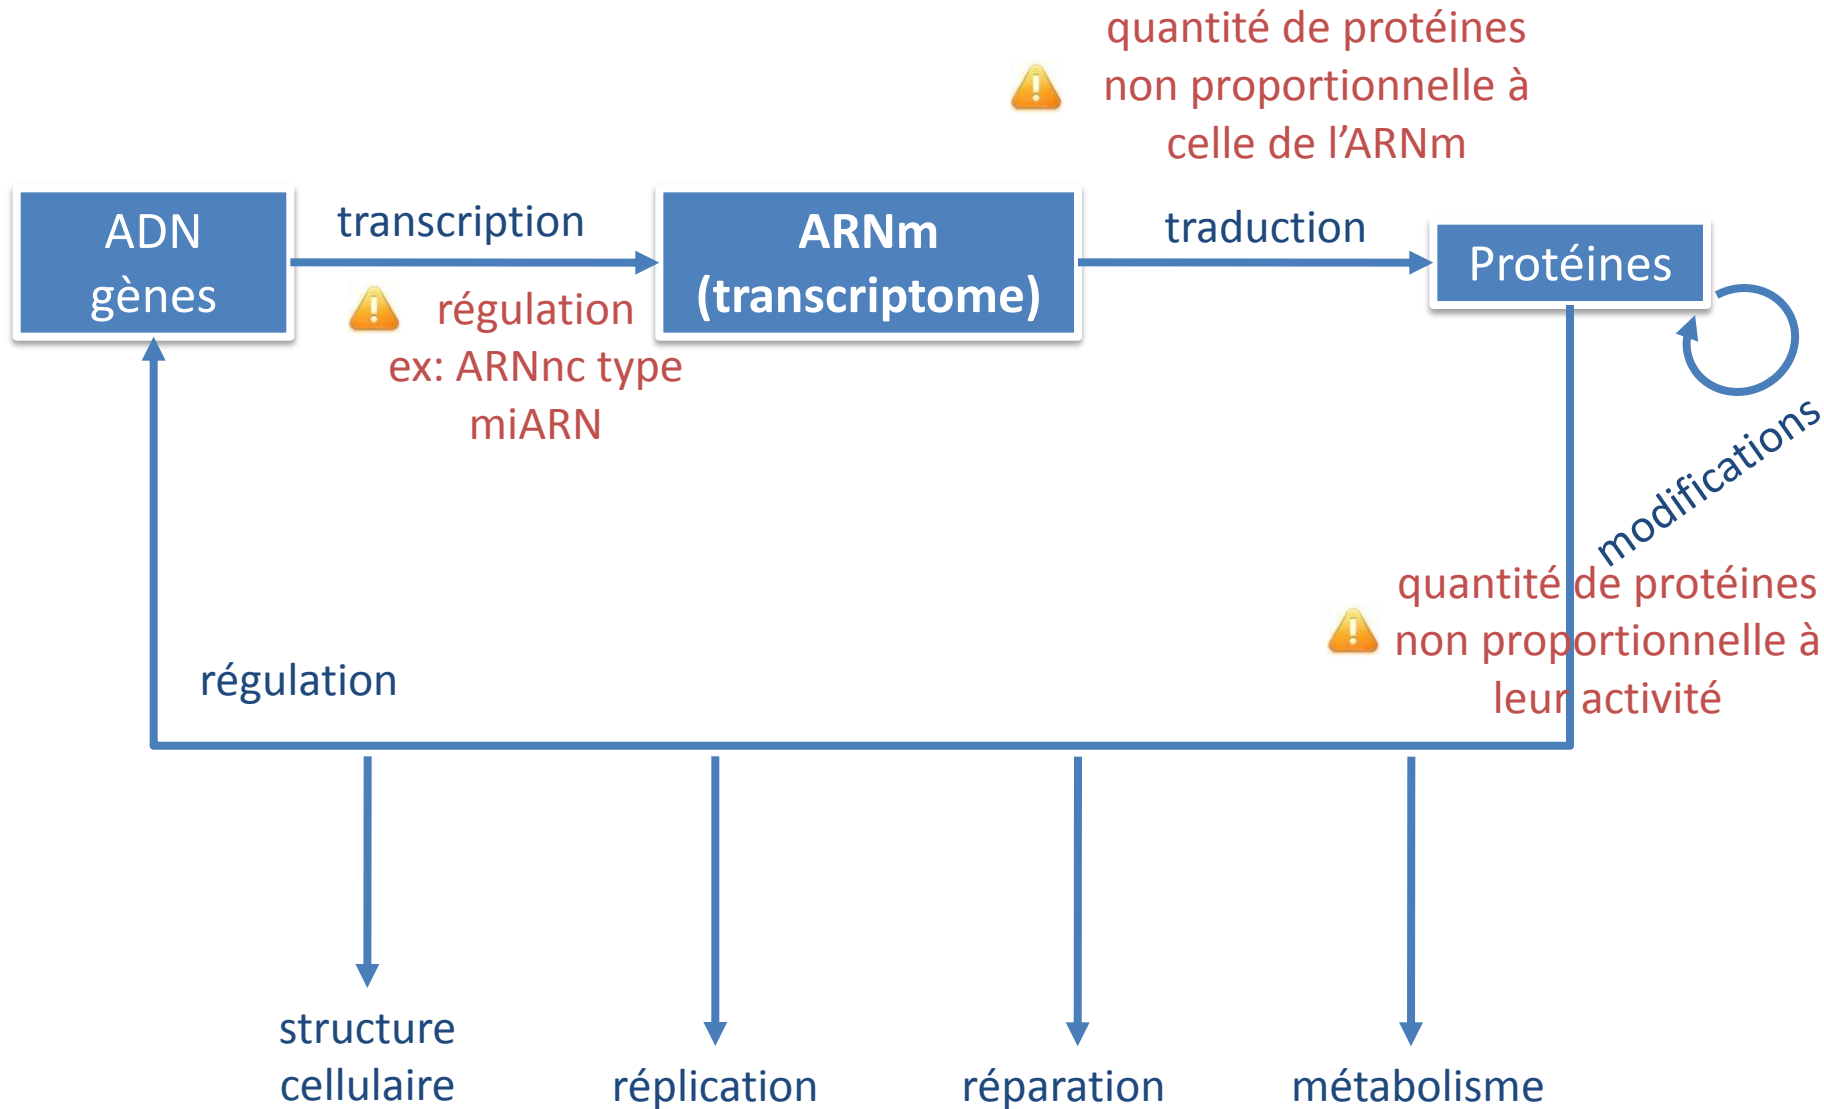 quantité de protéines
non proportionnelle à
celle de l’ARNm
ADN
gènes
transcription
ARNm
(transcriptome)
traduction
Protéines
régulation
ex: ARNnc type
miARN
modifications
quantité de protéines
non proportionnelle à
leur activité
régulation
structure
cellulaire
réplication
réparation
métabolisme